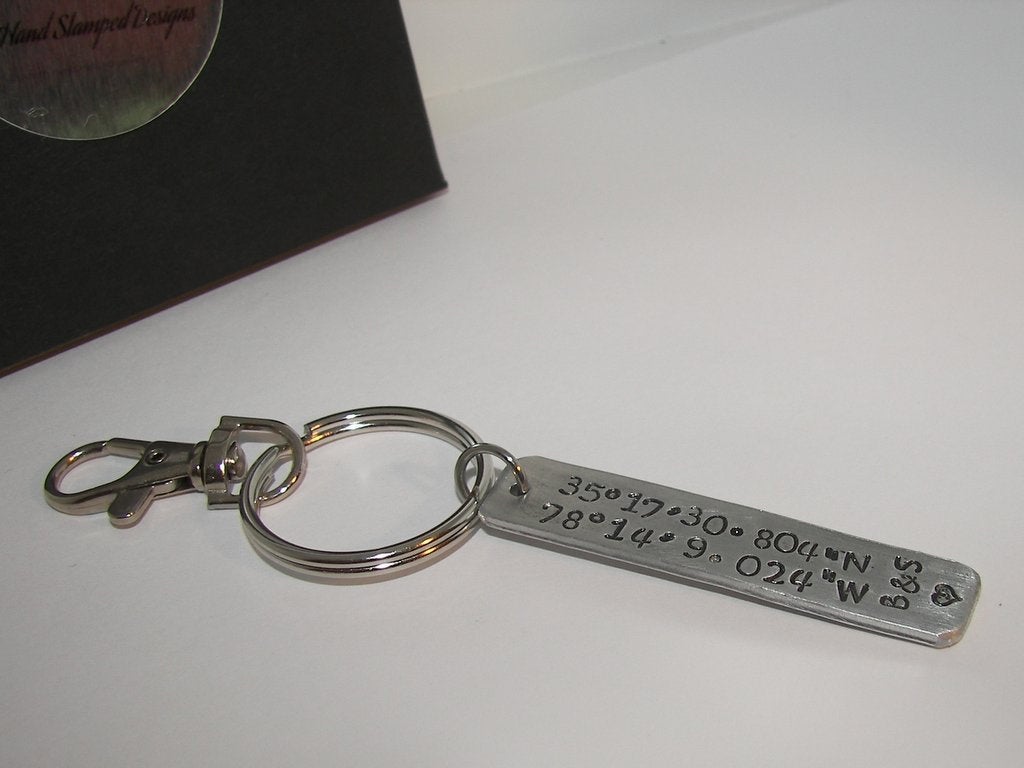 Hand Stamped Designs
35°17•30•804"N
78°14•9.024"W
B&S